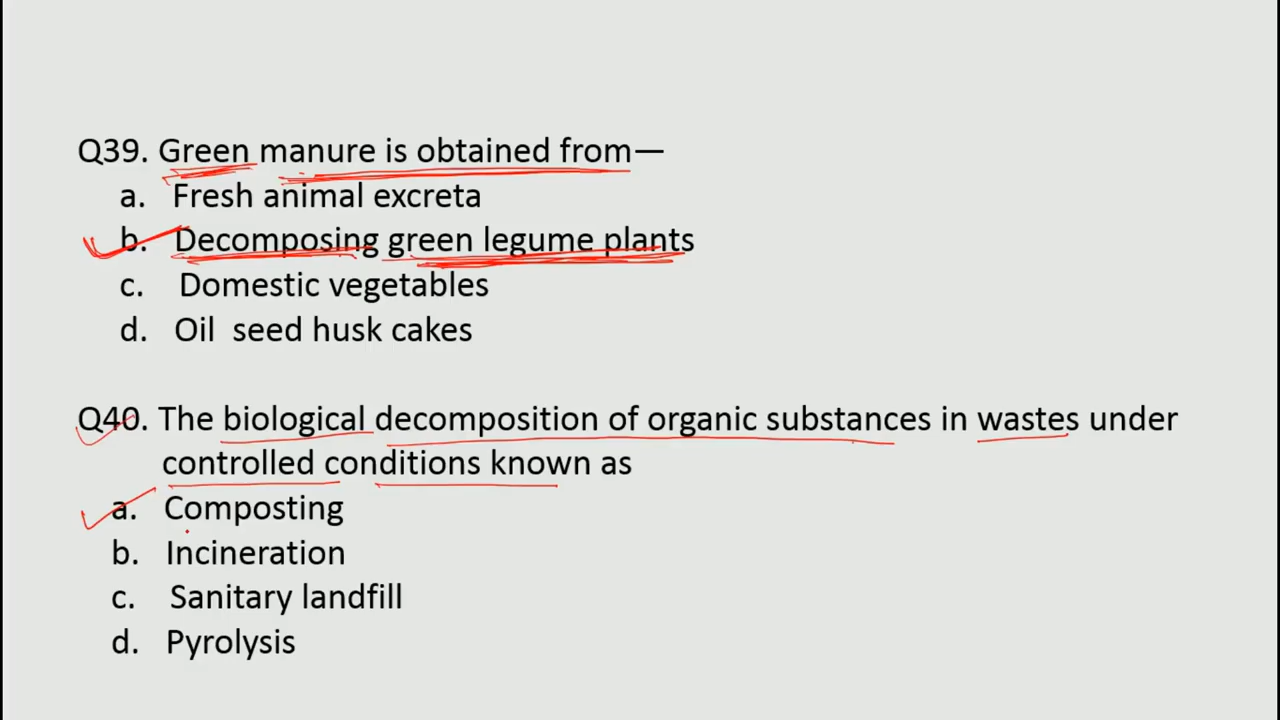 Q39. Green manure is obtained from—
a. Fresh animal excreta
b. Decomposing green legume plants
c. Domestic vegetables
d. Oil seed husk cakes
Q40. The biological decomposition of organic substances in wastes under
controlled conditions known as
a. Composting
b. Incineration
c. Sanitary landfill
d. Pyrolysis